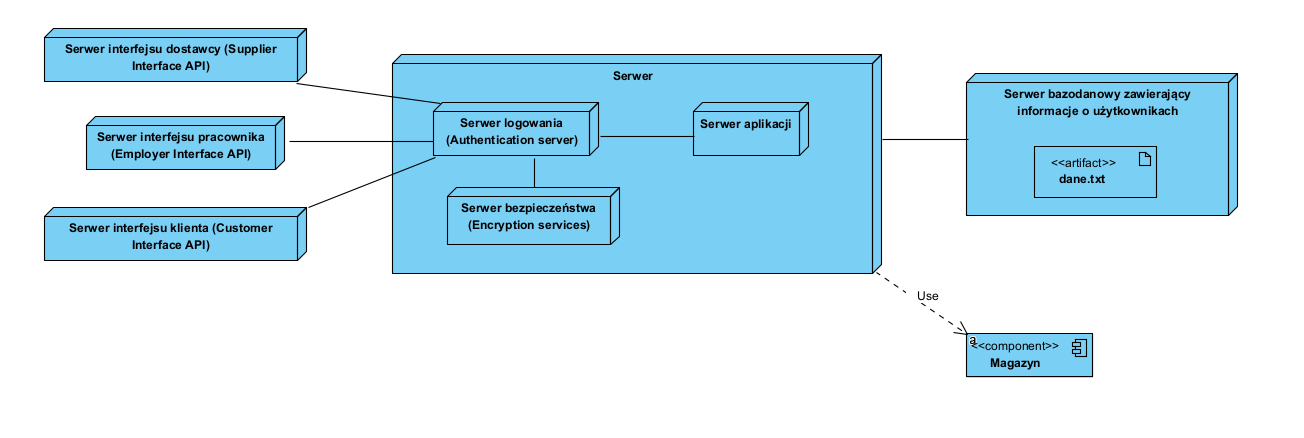 Serwer interfejsu dostawcy (Supplier
Interface API)
Serwer interfejsu pracownika
(Employer Interface API)
Serwer interfejsu klienta (Customer
Interface API)
Serwer
Serwer logowania
(Authentication server)
Serwer aplikacji
Serwer bezpieczeństwa
(Encryption services)
Serwer bazodanowy zawierający
informacje o użytkownikach
<<artifact>>
dane.txt
Use
a
<<component>>
Magazyn